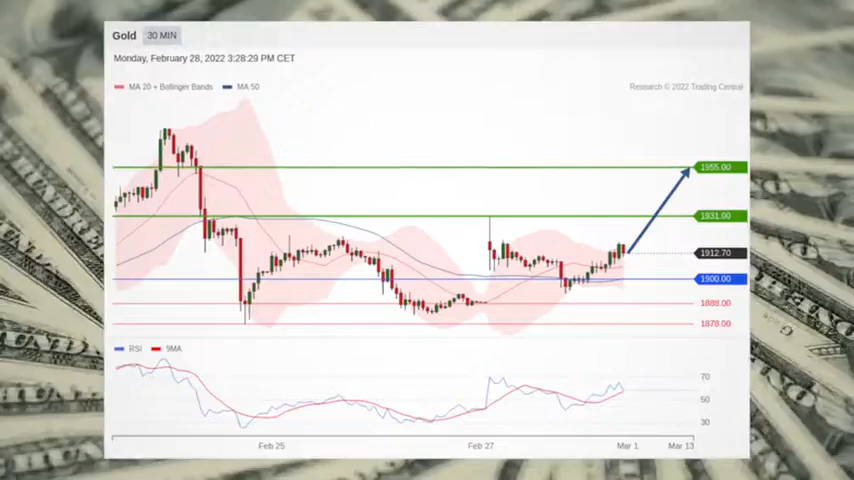 Gold 30 MIN
Monday, February 28, 2022 3:28:29 PM CET
MA 20 + Bollinger Bands MA 50
Research © 2022 Trading Central
1955.00
1931.00
1912.70
1900.00
1888.00
1878.00
RSI 9MA
70
50
30
Feb 25 Feb 27 Mar 1 Mar 13